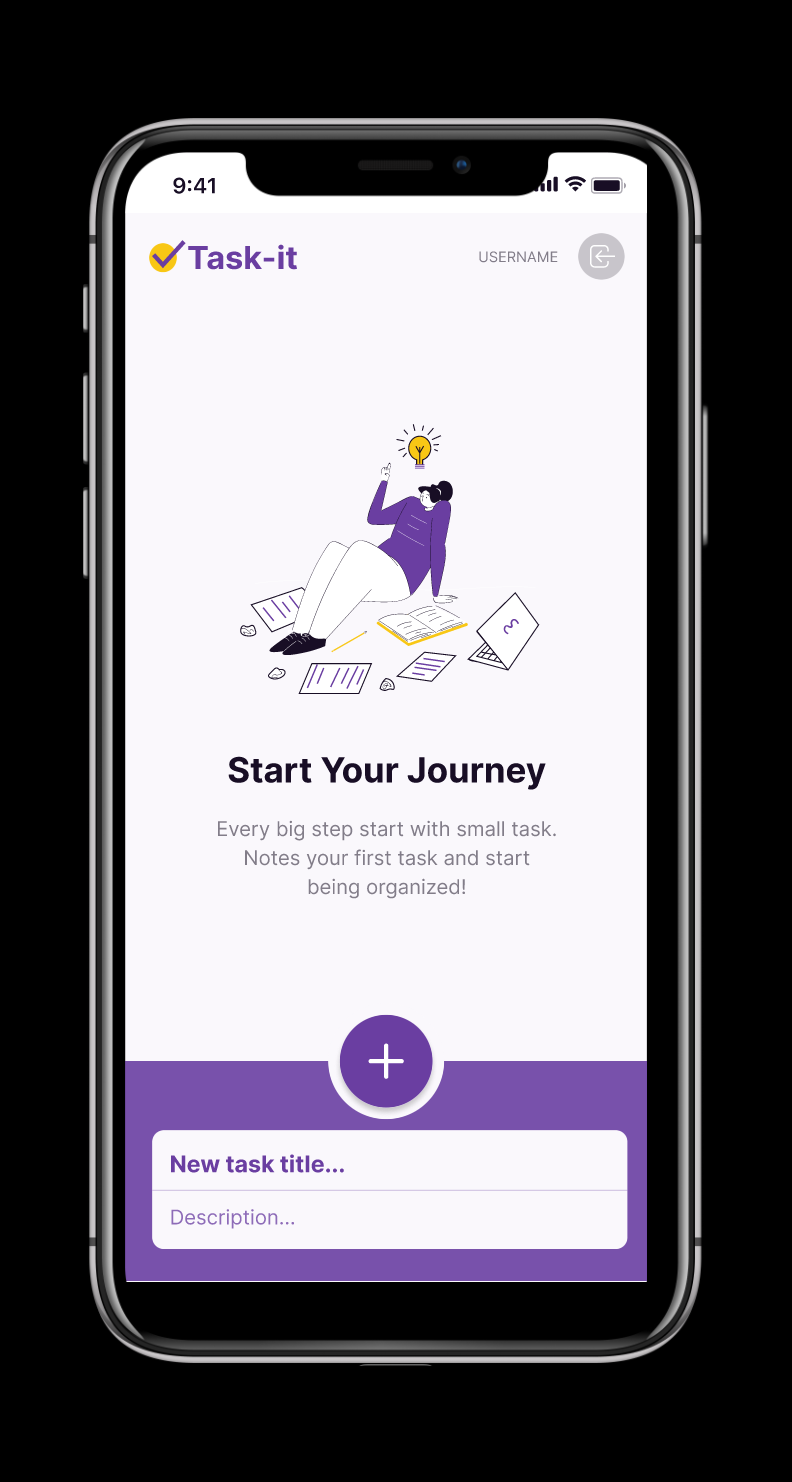 9:41
Task-it
USERNAME
Start Your Journey
Every big step start with small task.
Notes your first task and start
being organized!
New task title...
Description...